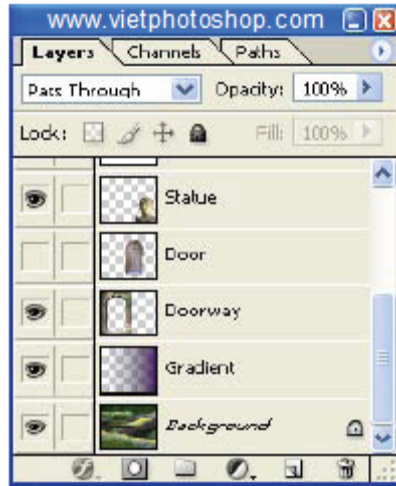 www.vietphotoshop.com
Layers Channels Paths
Pass Through Opacity: 100%
Lock: Fill: 100%
Statue
Door
Doorway
Gradient
Background